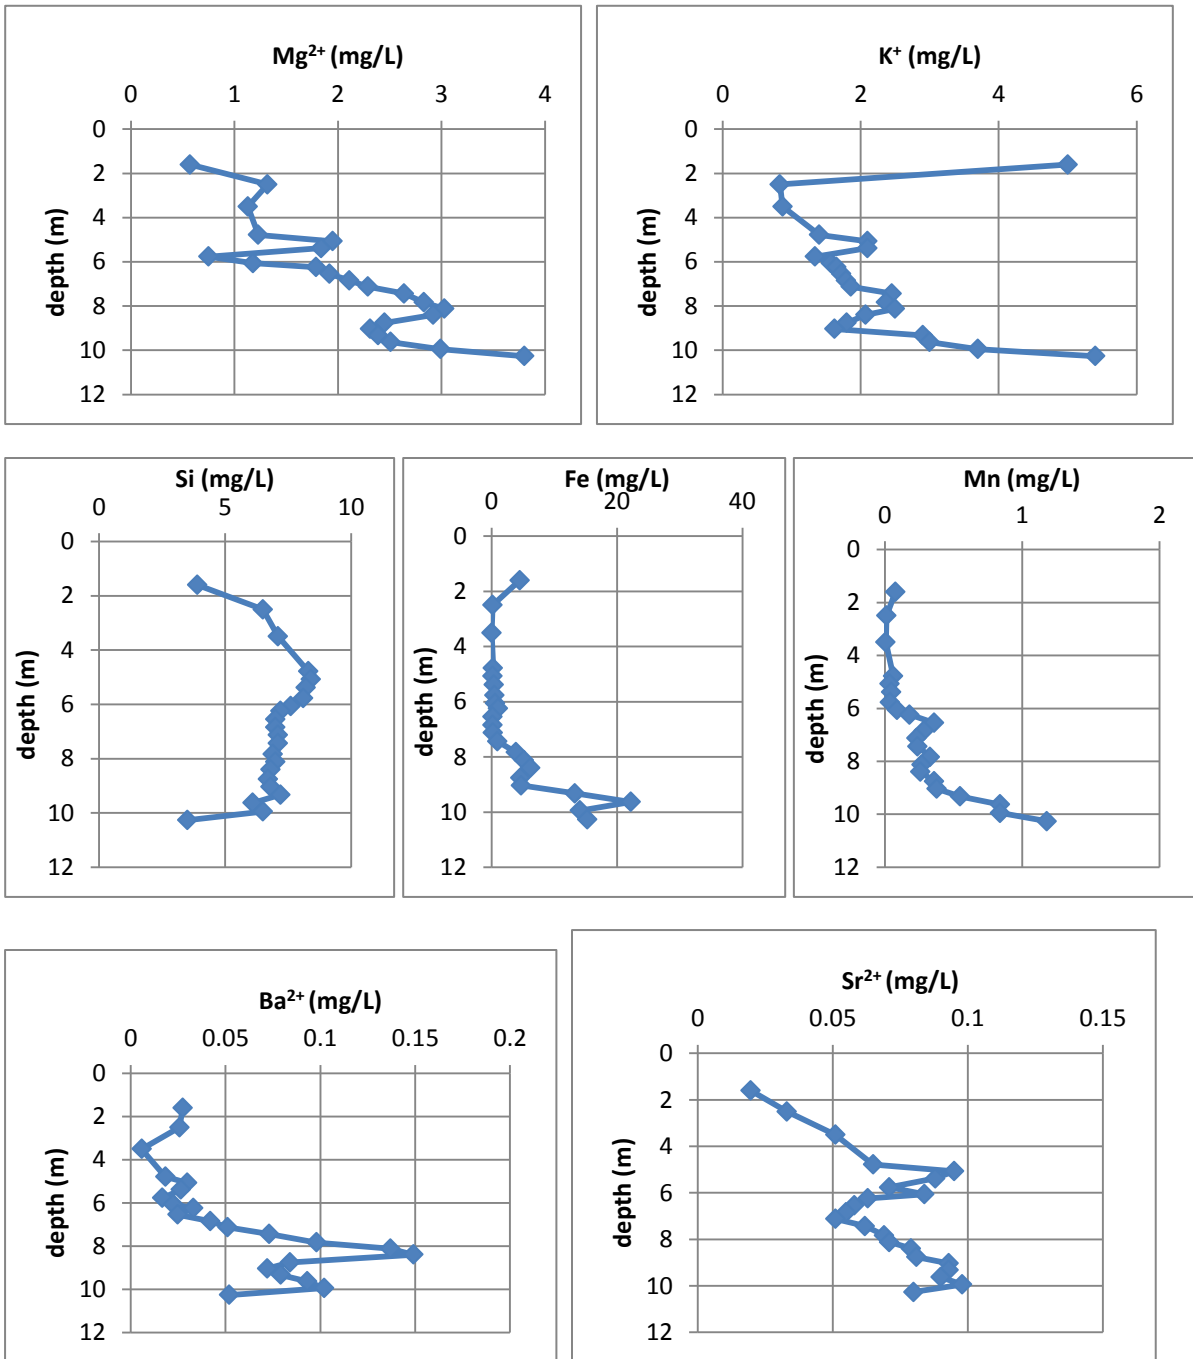 Mg²⁺ (mg/L)
0 1 2 3 4
0
2
4
6
8
10
12
depth (m)
K⁺ (mg/L)
0 2 4 6
0
2
4
6
8
10
12
depth (m)
Si (mg/L)
0 5 10
0
2
4
6
8
10
12
depth (m)
Fe (mg/L)
0 20 40
0
2
4
6
8
10
12
depth (m)
Mn (mg/L)
0 1 2
0
2
4
6
8
10
12
depth (m)
Ba²⁺ (mg/L)
0 0.05 0.1 0.15 0.2
0
2
4
6
8
10
12
depth (m)
Sr²⁺ (mg/L)
0 0.05 0.1 0.15
0
2
4
6
8
10
12
depth (m)